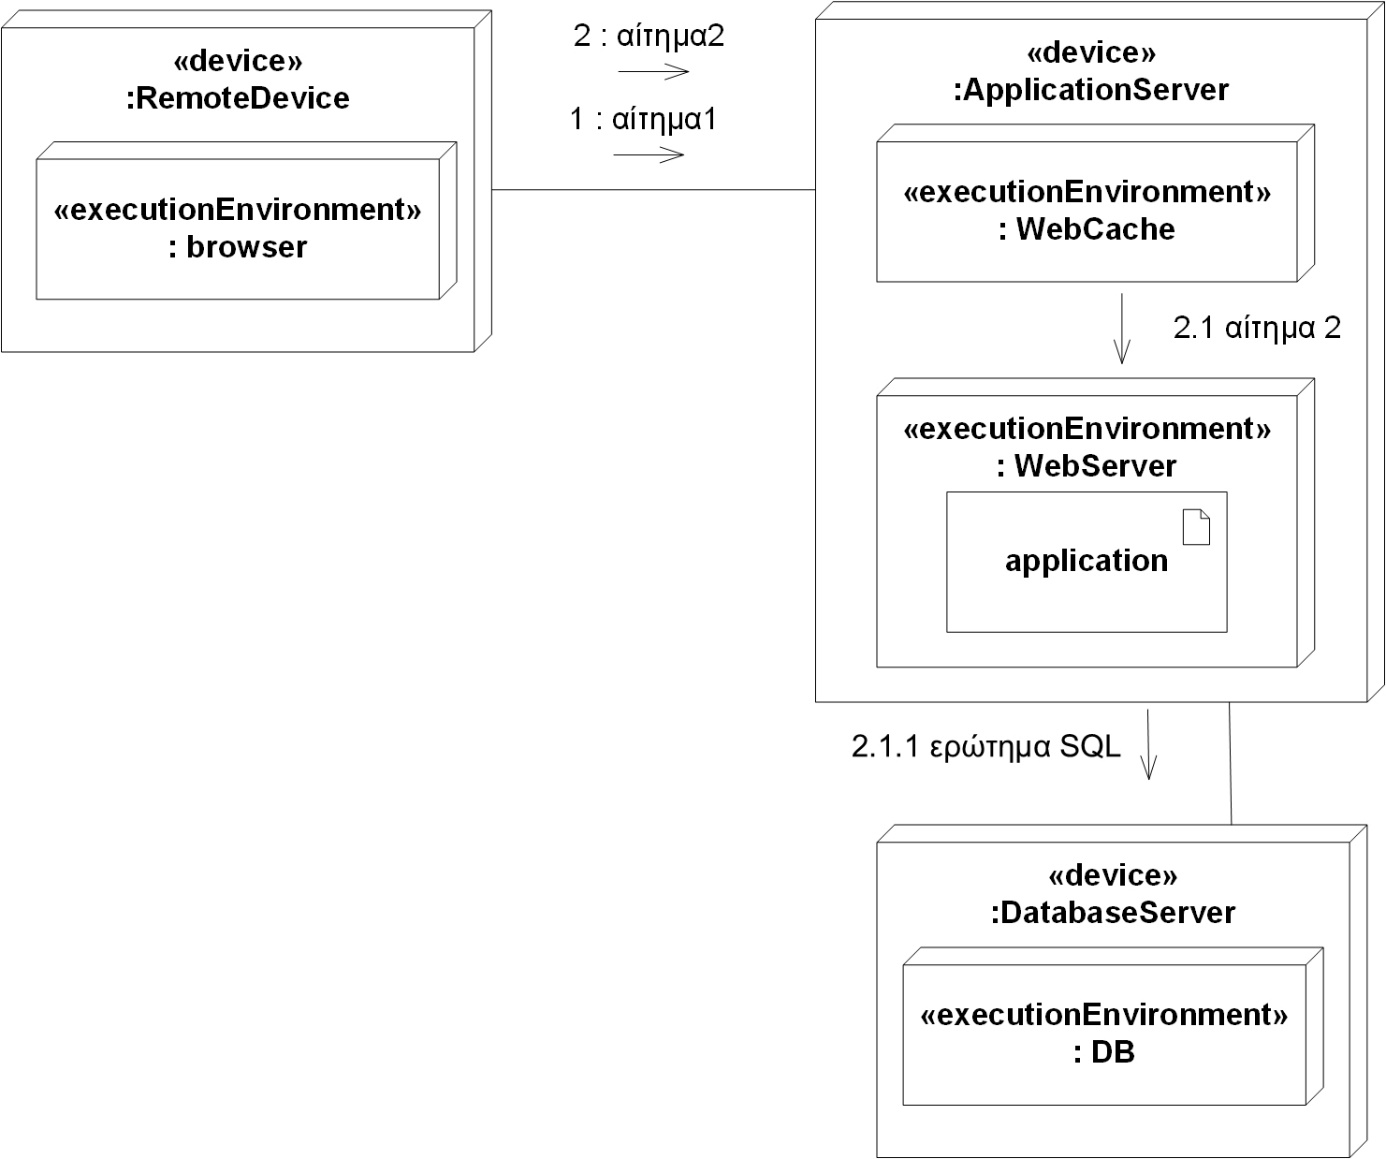 «device»
:RemoteDevice
«executionEnvironment»
: browser
2 : αίτημα2
1 : αίτημα1
«device»
:ApplicationServer
«executionEnvironment»
: WebCache
2.1 αίτημα 2
«executionEnvironment»
: WebServer
application
2.1.1 ερώτημα SQL
«device»
:DatabaseServer
«executionEnvironment»
: DB